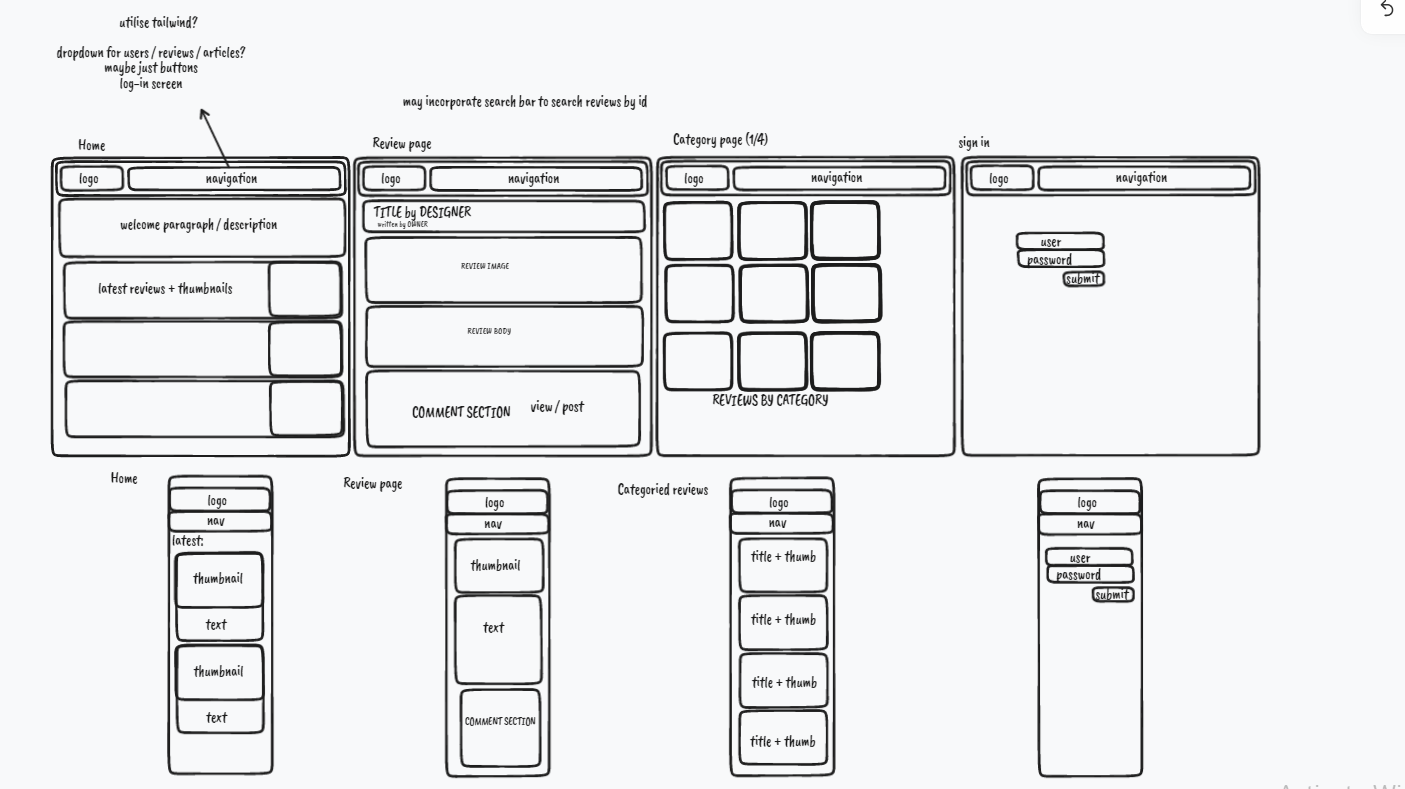 utilise tailwind?
dropdown for users / reviews / articles?
maybe just buttons
log-in screen
may incorporate search bar to search reviews by id
Home
logo
navigation
welcome paragraph / description
latest reviews + thumbnails
Review page
logo
navigation
TITLE by DESIGNER
written by OWNER
REVIEW IMAGE
REVIEW BODY
COMMENT SECTION
view / post
Category page (1/4)
logo
navigation
REVIEWS BY CATEGORY
sign in
logo
navigation
user
password
submit
Home
logo
nav
latest:
thumbnail
text
thumbnail
text
Review page
logo
nav
thumbnail
text
COMMENT SECTION
Categoried reviews
logo
nav
title + thumb
title + thumb
title + thumb
title + thumb
logo
nav
user
password
submit